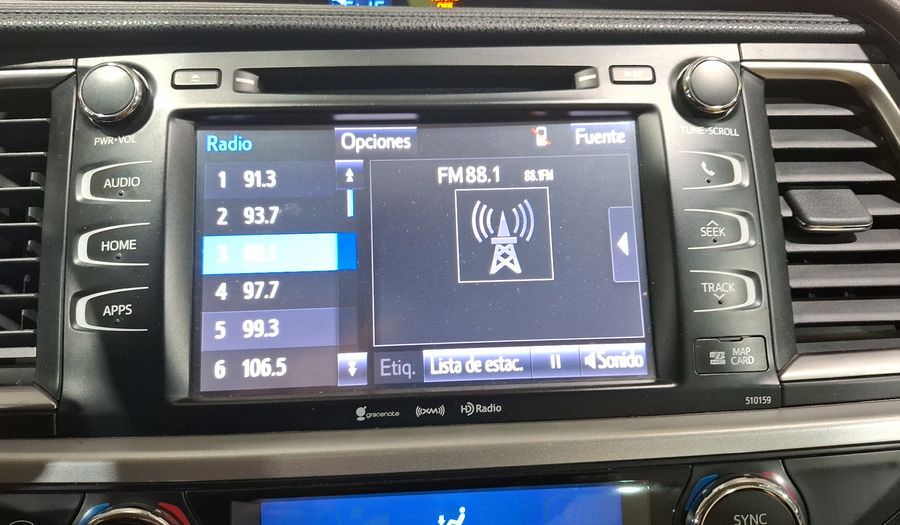 PWR•VOL
TUNE•SCROLL
Radio Opciones Fuente
AUDIO
HOME
APPS
1 91.3
2 93.7
3 88.1
4 97.7
5 99.3
6 106.5
FM88.1 88.1FM
Etiq. Lista de estac. Sonido
SEEK
TRACK
MAP
CARD
510159
gracenote ((XM)) HD Radio
SYNC